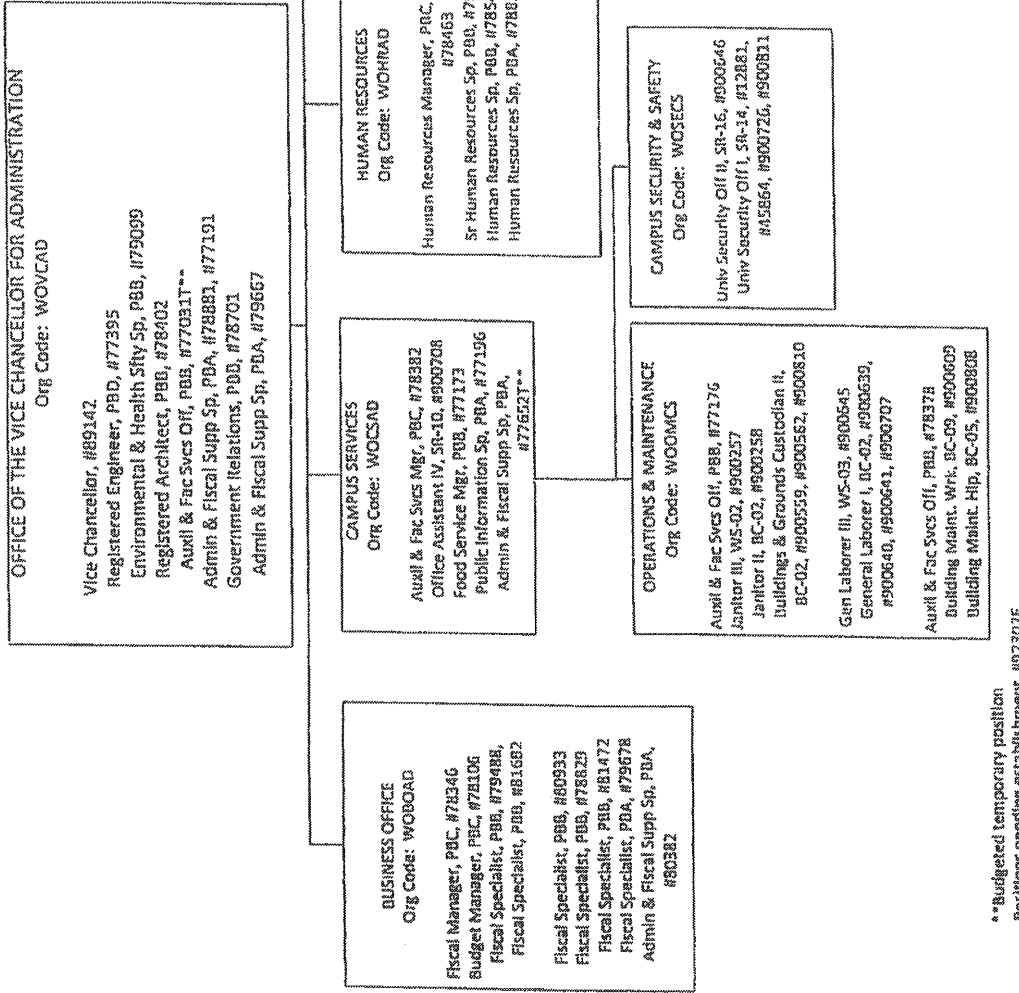 OFFICE OF THE VICE CHANCELLOR FOR ADMINISTRATION
Org Code: WOVCAD
Vice Chancellor, #89142
Registered Engineer, PBD, #77395
Environmental & Health Sfty Sp, PBB, #79099
Registered Architect, PBD, #78402
Auxil & Fac Svcs Off, PBB, #77031T**
Admin & Fiscal Supp Sp, PBA, #78881, #77191
Government Relations, PBD, #78701
Admin & Fiscal Supp Sp, PBA, #79667
BUSINESS OFFICE
Org Code: WOBOAD
Fiscal Manager, PBC, #78346
Budget Manager, PBC, #78106
Fiscal Specialist, PBB, #79488,
Fiscal Specialist, PBB, #81682
Fiscal Specialist, PBB, #80933
Fiscal Specialist, PBB, #78829
Fiscal Specialist, PBB, #81472
Fiscal Specialist, PBA, #79678
Admin & Fiscal Supp Sp, PBA,
#80382
CAMPUS SERVICES
Org Code: WOCSAD
Auxil & Fac Svcs Mgr, PBC, #78382
Office Assistant IV, SR-10, #900708
Food Service Mgr, PBB, #77173
Public Information Sp, PBA, #77196
Admin & Fiscal Supp Sp, PBA,
#77652T**
HUMAN RESOURCES
Org Code: WOHRAD
Human Resources Manager, PBC,
#78463
Sr Human Resources Sp, PBB,
Human Resources Sp, PBB,
Human Resources Sp, PBA,
OPERATIONS & MAINTENANCE
Org Code: WOOMCS
Auxil & Fac Svcs Off, PBB, #77176
Janitor III, WS-02, #900257
Janitor II, BC-02, #900258
Buildings & Grounds Custodian II,
BC-02, #900559, #900562, #900810
Gen Laborer III, WS-03, #900645
General Laborer I, BC-02, #900639,
#900640, #900641, #900707
Auxil & Fac Svcs Off, PBB, #78378
Building Maint. Wrk, BC-09, #900609
Building Maint. Hlp, BC-05, #900808
CAMPUS SECURITY & SAFETY
Org Code: WOSECS
Univ Security Off II, SR-16, #900646
Univ Security Off I, SR-14, #12881,
#45864, #900726, #900811
**Budgeted temporary position
Positions pending establishment,